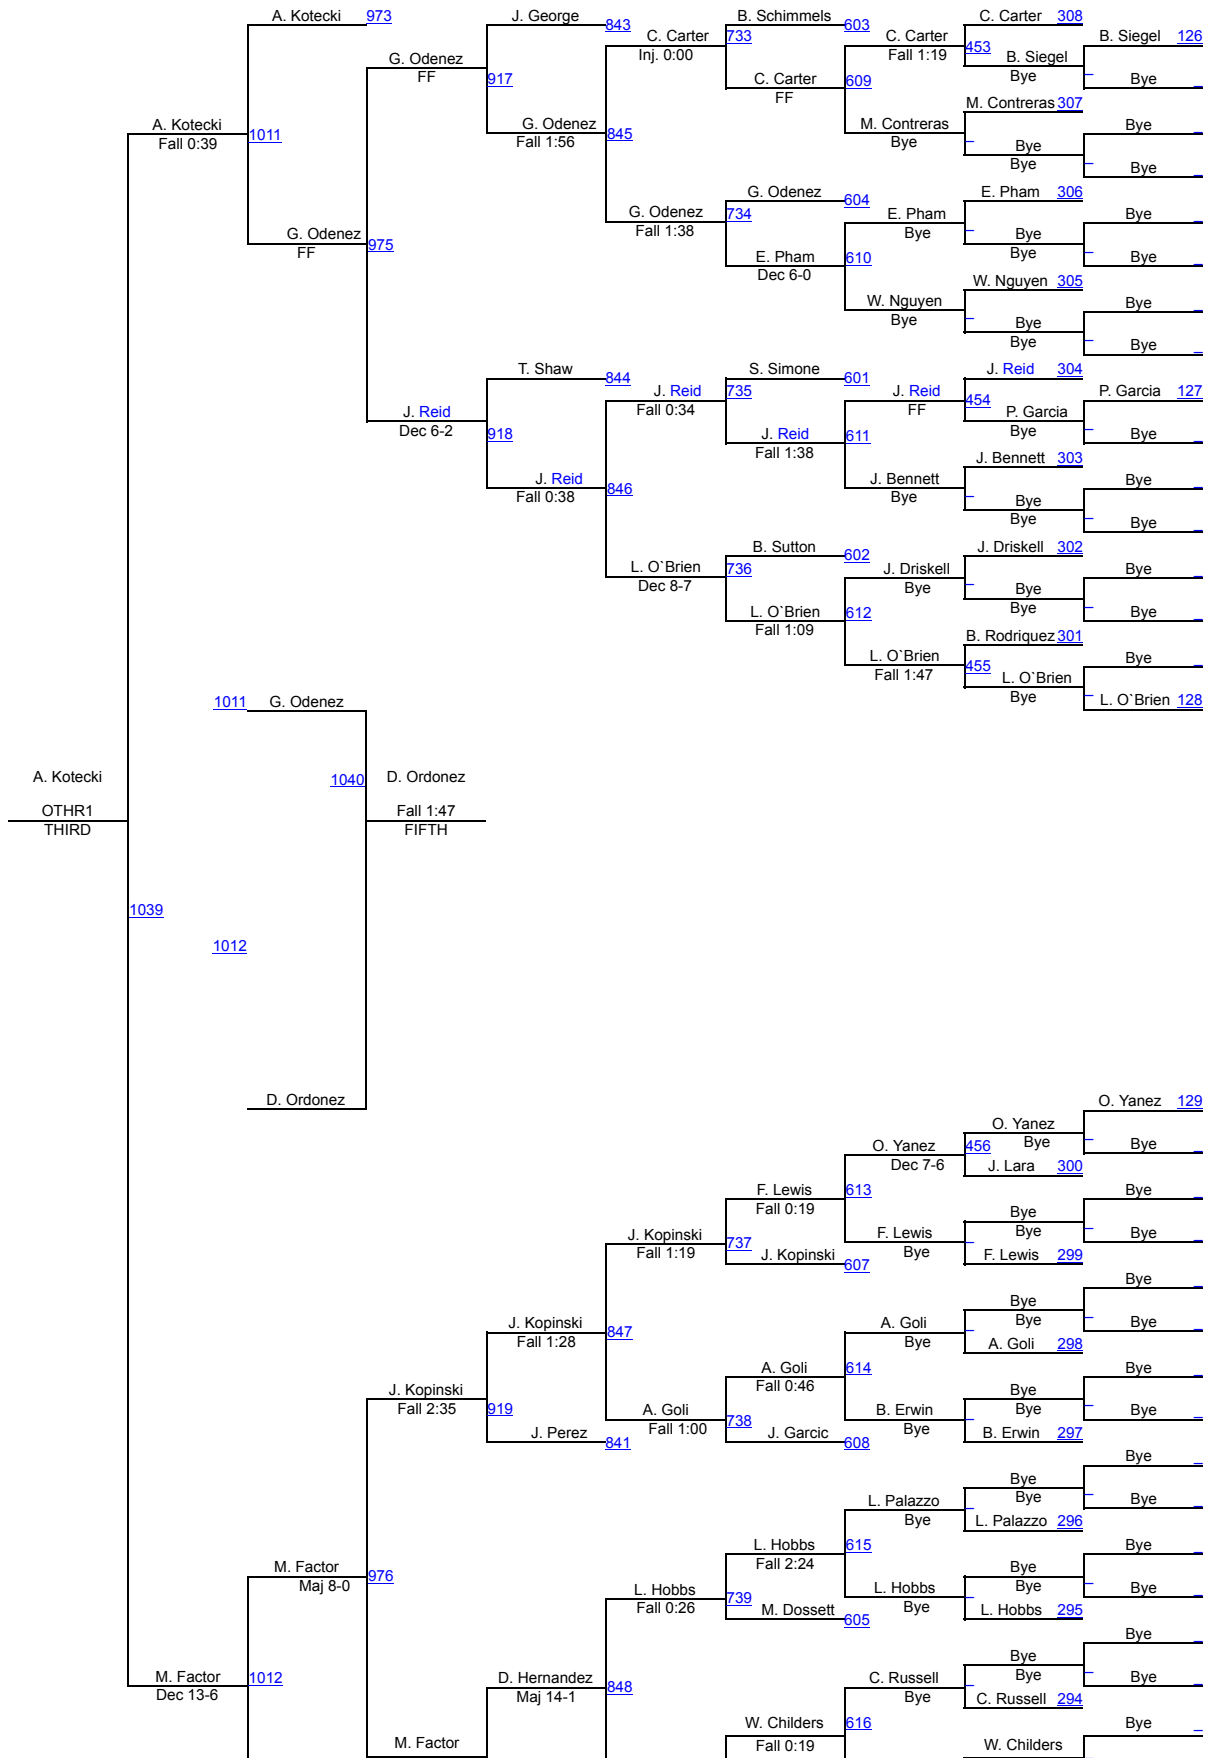 A. Kotecki 973 J. George B. Schimmels C. Carter 308
843 603
C. Carter 733 C. Carter B. Siegel 126
Inj. 0:00 Fall 1:19 453 B. Siegel
G. Odenez Bye
FF 917 C. Carter 609 – Bye –
FF
M. Contreras 307
A. Kotecki G. Odenez M. Contreras Bye –
Fall 0:39 1011 Fall 1:56 845 Bye – Bye
Bye – Bye –
G. Odenez 604 E. Pham 306
G. Odenez 734 E. Pham Bye –
Fall 1:38 Bye – Bye
G. Odenez 975 Bye
FF E. Pham 610 – Bye –
Dec 6-0
W. Nguyen 305
W. Nguyen Bye –
Bye – Bye
Bye – Bye –
T. Shaw 844 S. Simone 601 J. Reid 304
J. Reid 735 J. Reid P. Garcia 127
Fall 0:34 FF 454 P. Garcia
J. Reid Bye
Dec 6-2 918 J. Reid 611 – Bye –
Fall 1:38
J. Bennett 303
J. Reid J. Bennett Bye –
Fall 0:38 846 Bye – Bye
Bye – Bye –
B. Sutton 602 J. Driskell 302
L. O`Brien 736 J. Driskell Bye –
Dec 8-7 Bye – Bye
Bye
L. O`Brien 612 – Bye –
Fall 1:09
B. Rodriquez 301
L. O`Brien Bye –
Fall 1:47 455 L. O`Brien
Bye – L. O`Brien 128
1011 G. Odenez
A. Kotecki 1040 D. Ordonez
OTHR1 Fall 1:47
THIRD FIFTH
1039
1012
D. Ordonez O. Yanez 129
O. Yanez
O. Yanez 456 Bye – Bye –
Dec 7-6 J. Lara 300
F. Lewis 613 Bye –
Fall 0:19 Bye
J. Kopinski 737 F. Lewis Bye – Bye –
Fall 1:19 J. Kopinski 607 Bye – F. Lewis 299
Bye –
Bye
J. Kopinski 847 A. Goli Bye – Bye –
Fall 1:28 Bye – A. Goli 298
A. Goli 614 Bye –
Fall 0:46
J. Kopinski Bye
Fall 2:35 919 A. Goli 738 B. Erwin Bye – Bye –
Fall 1:00 Bye –
J. Perez 841 J. Garcic 608 B. Erwin 297
Bye –
Bye
L. Palazzo Bye – Bye –
Bye – L. Palazzo 296
L. Hobbs 615 Bye –
M. Factor 976 Fall 2:24 Bye
Maj 8-0 L. Hobbs 739 L. Hobbs Bye – Bye –
Fall 0:26 M. Dossett 605 Bye – L. Hobbs 295
Bye –
Bye
M. Factor 1012 D. Hernandez 848 C. Russell Bye – Bye –
Dec 13-6 Maj 14-1 Bye – C. Russell 294
W. Childers 616 Bye –
M. Factor Fall 0:19 W. Childers